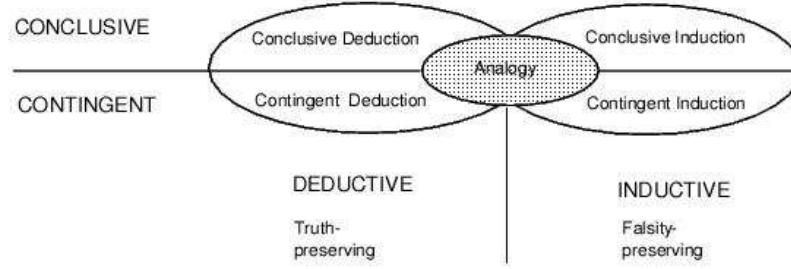 CONCLUSIVE
Conclusive Deduction
Conclusive Induction
Analogy
CONTINGENT
Contingent Deduction
Contingent Induction
DEDUCTIVE
INDUCTIVE
Truth-
preserving
Falsity-
preserving